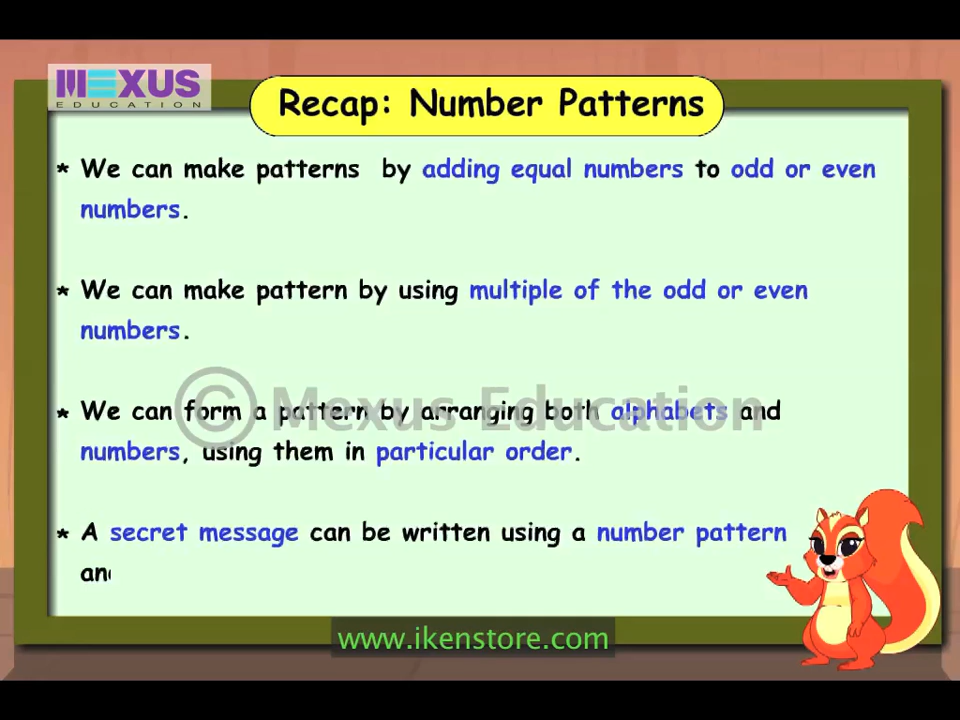 MEXUS
EDUCATION
Recap: Number Patterns
* We can make patterns by adding equal numbers to odd or even
numbers.
* We can make pattern by using multiple of the odd or even
numbers.
© Mexus Education
* We can form a pattern by arranging both alphabets and
numbers, using them in particular order.
* A secret message can be written using a number pattern
an
www.ikenstore.com